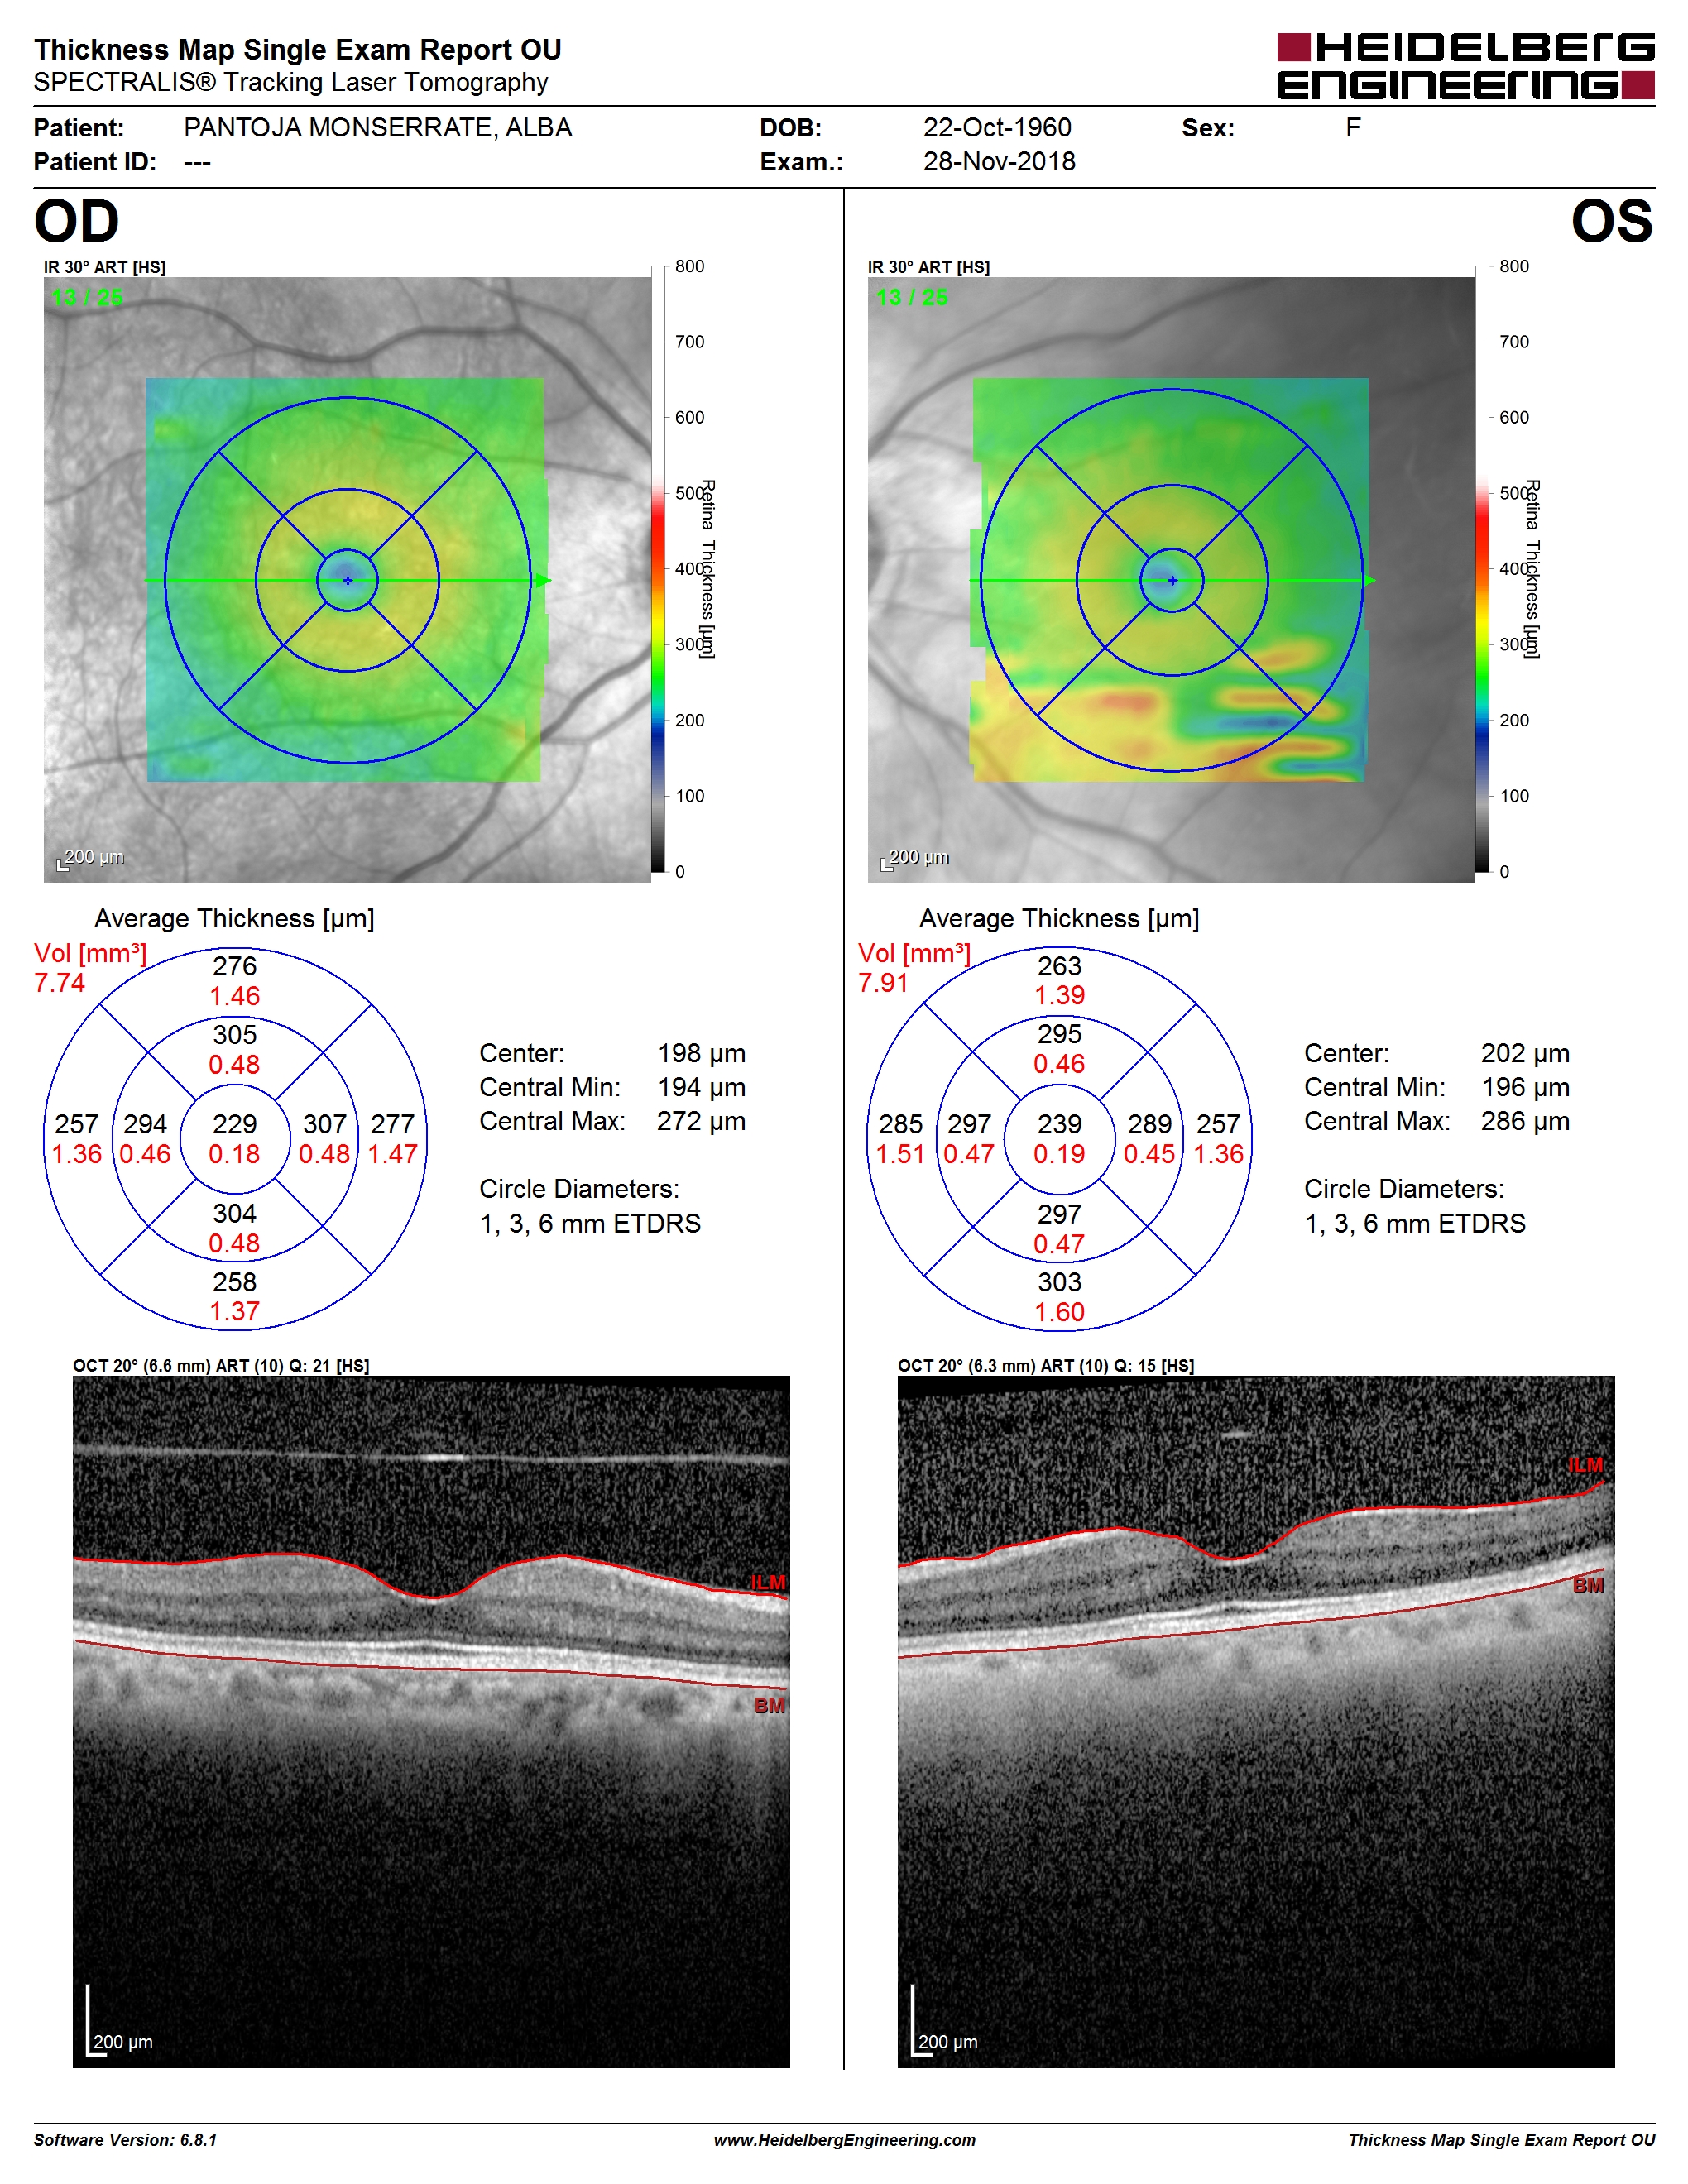 Thickness Map Single Exam Report OU
SPECTRALIS® Tracking Laser Tomography
HEIDELBERG
ENGINEERING
Patient: PANTOJA MONSERRATE, ALBA DOB: 22-Oct-1960 Sex: F
Patient ID: --- Exam.: 28-Nov-2018
OD
IR 30° ART [HS]
13 / 25
200 µm
800
700
600
500
400
300
200
100
0
Retina Thickness [µm]
Average Thickness [µm]
Vol [mm³]
7.74
276
1.46
305
0.48
257 294 229 307 277
1.36 0.46 0.18 0.48 1.47
304
0.48
258
1.37
Center: 198 µm
Central Min: 194 µm
Central Max: 272 µm
Circle Diameters:
1, 3, 6 mm ETDRS
OCT 20° (6.6 mm) ART (10) Q: 21 [HS]
ILM
BM
200 µm
OS
IR 30° ART [HS]
13 / 25
200 µm
800
700
600
500
400
300
200
100
0
Retina Thickness [µm]
Average Thickness [µm]
Vol [mm³]
7.91
263
1.39
295
0.46
285 297 239 289 257
1.51 0.47 0.19 0.45 1.36
297
0.47
303
1.60
Center: 202 µm
Central Min: 196 µm
Central Max: 286 µm
Circle Diameters:
1, 3, 6 mm ETDRS
OCT 20° (6.3 mm) ART (10) Q: 15 [HS]
ILM
BM
200 µm
Software Version: 6.8.1 www.HeidelbergEngineering.com Thickness Map Single Exam Report OU